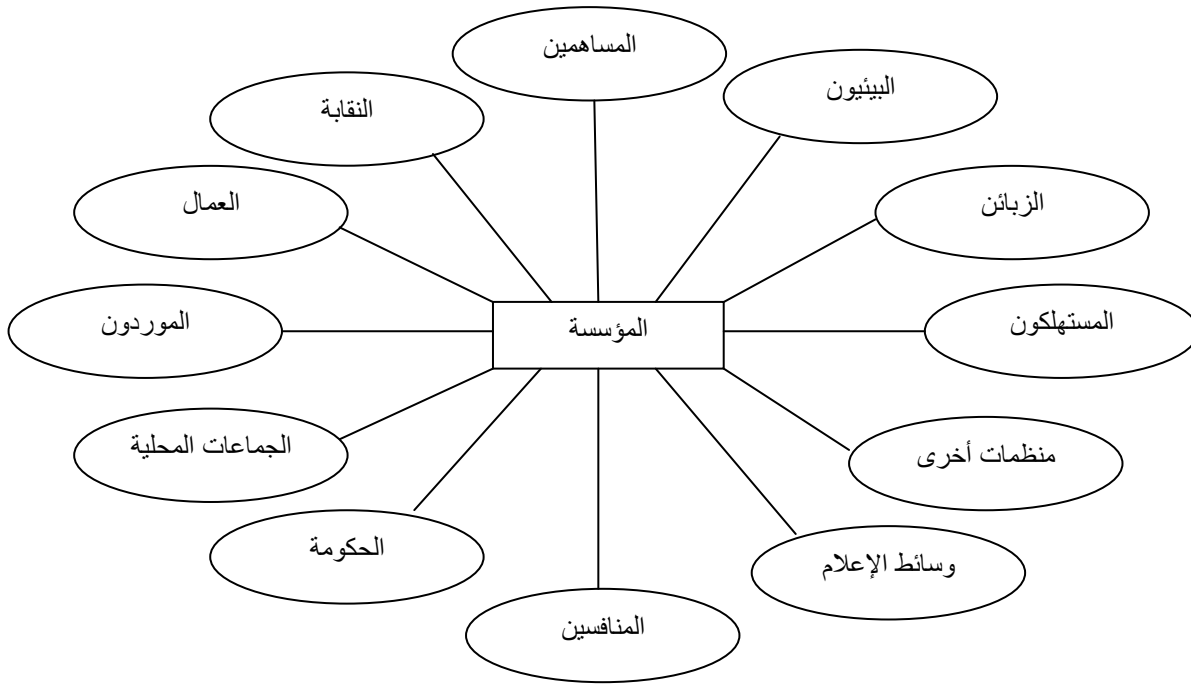 المساهمين
البيئيون
النقابة
الزبائن
العمال
المستهلكون
المؤسسة
الموردون
منظمات أخرى
الجماعات المحلية
وسائط الإعلام
الحكومة
المنافسين